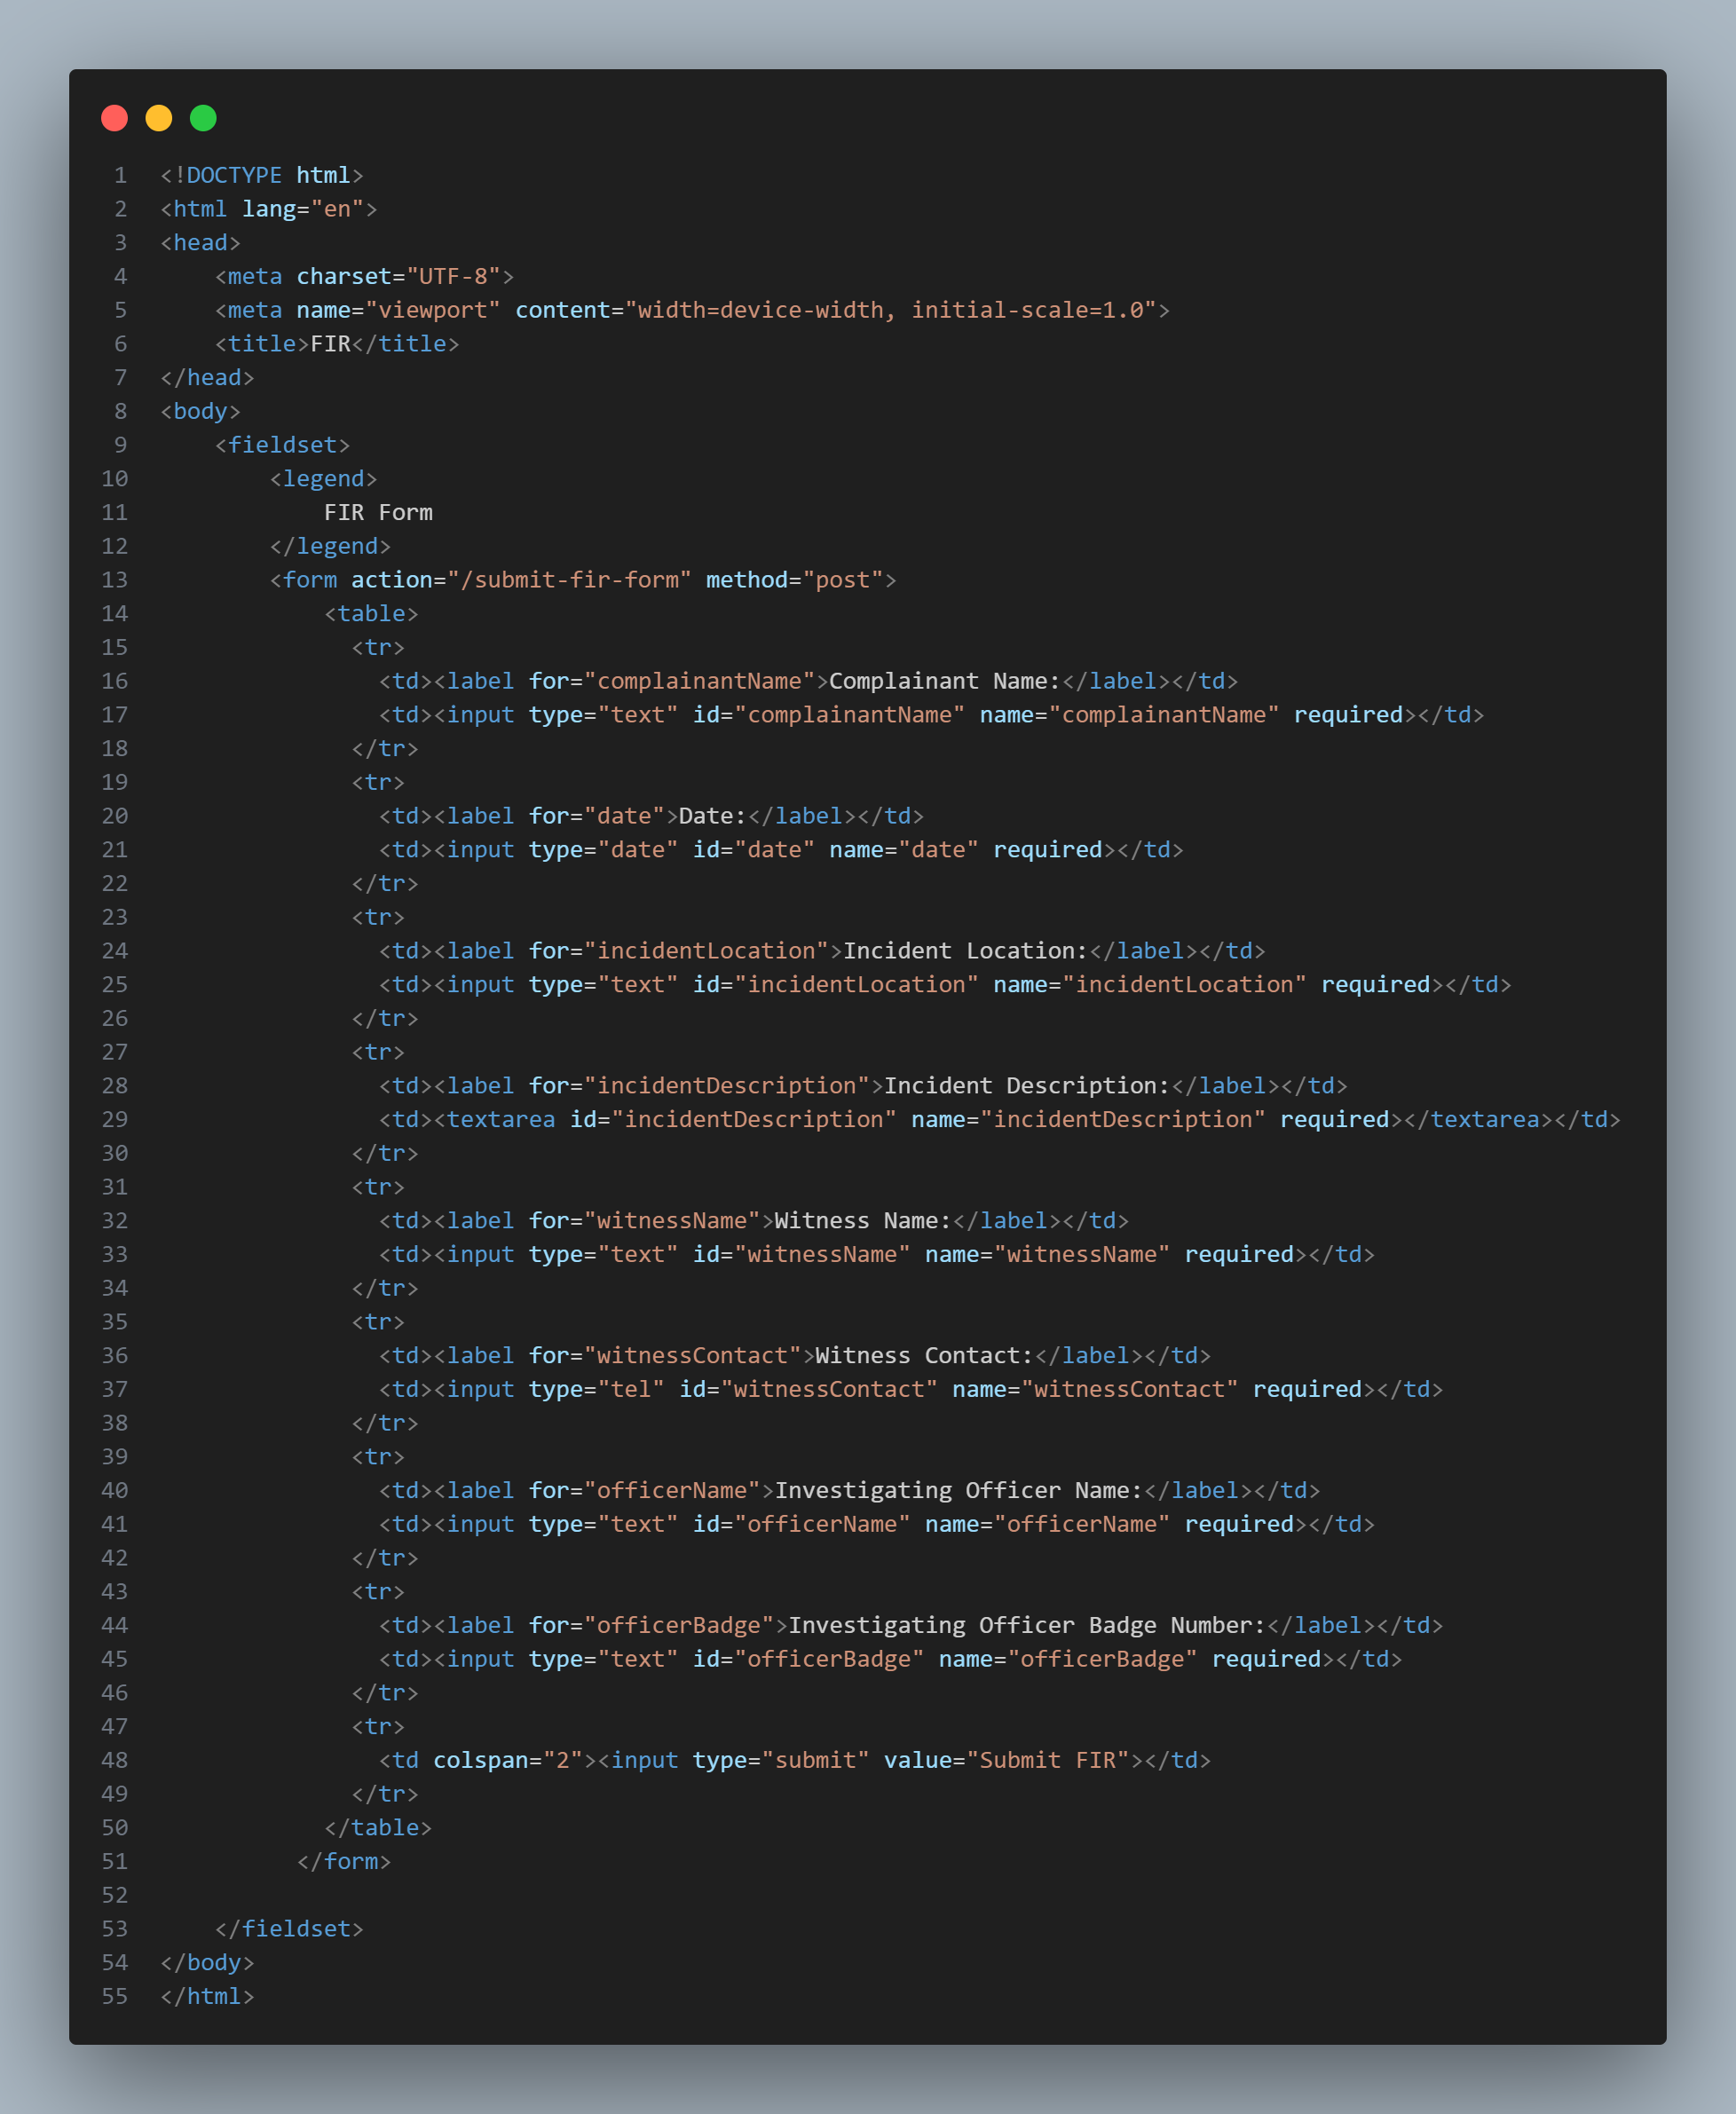 1 <!DOCTYPE html>
2 <html lang="en">
3 <head>
4     <meta charset="UTF-8">
5     <meta name="viewport" content="width=device-width, initial-scale=1.0">
6     <title>FIR</title>
7 </head>
8 <body>
9     <fieldset>
10         <legend>
11             FIR Form
12         </legend>
13         <form action="/submit-fir-form" method="post">
14             <table>
15               <tr>
16                 <td><label for="complainantName">Complainant Name:</label></td>
17                 <td><input type="text" id="complainantName" name="complainantName" required></td>
18               </tr>
19               <tr>
20                 <td><label for="date">Date:</label></td>
21                 <td><input type="date" id="date" name="date" required></td>
22               </tr>
23               <tr>
24                 <td><label for="incidentLocation">Incident Location:</label></td>
25                 <td><input type="text" id="incidentLocation" name="incidentLocation" required></td>
26               </tr>
27               <tr>
28                 <td><label for="incidentDescription">Incident Description:</label></td>
29                 <td><textarea id="incidentDescription" name="incidentDescription" required></textarea></td>
30               </tr>
31               <tr>
32                 <td><label for="witnessName">Witness Name:</label></td>
33                 <td><input type="text" id="witnessName" name="witnessName" required></td>
34               </tr>
35               <tr>
36                 <td><label for="witnessContact">Witness Contact:</label></td>
37                 <td><input type="tel" id="witnessContact" name="witnessContact" required></td>
38               </tr>
39               <tr>
40                 <td><label for="officerName">Investigating Officer Name:</label></td>
41                 <td><input type="text" id="officerName" name="officerName" required></td>
42               </tr>
43               <tr>
44                 <td><label for="officerBadge">Investigating Officer Badge Number:</label></td>
45                 <td><input type="text" id="officerBadge" name="officerBadge" required></td>
46               </tr>
47               <tr>
48                 <td colspan="2"><input type="submit" value="Submit FIR"></td>
49               </tr>
50             </table>
51           </form>
52
53     </fieldset>
54 </body>
55 </html>